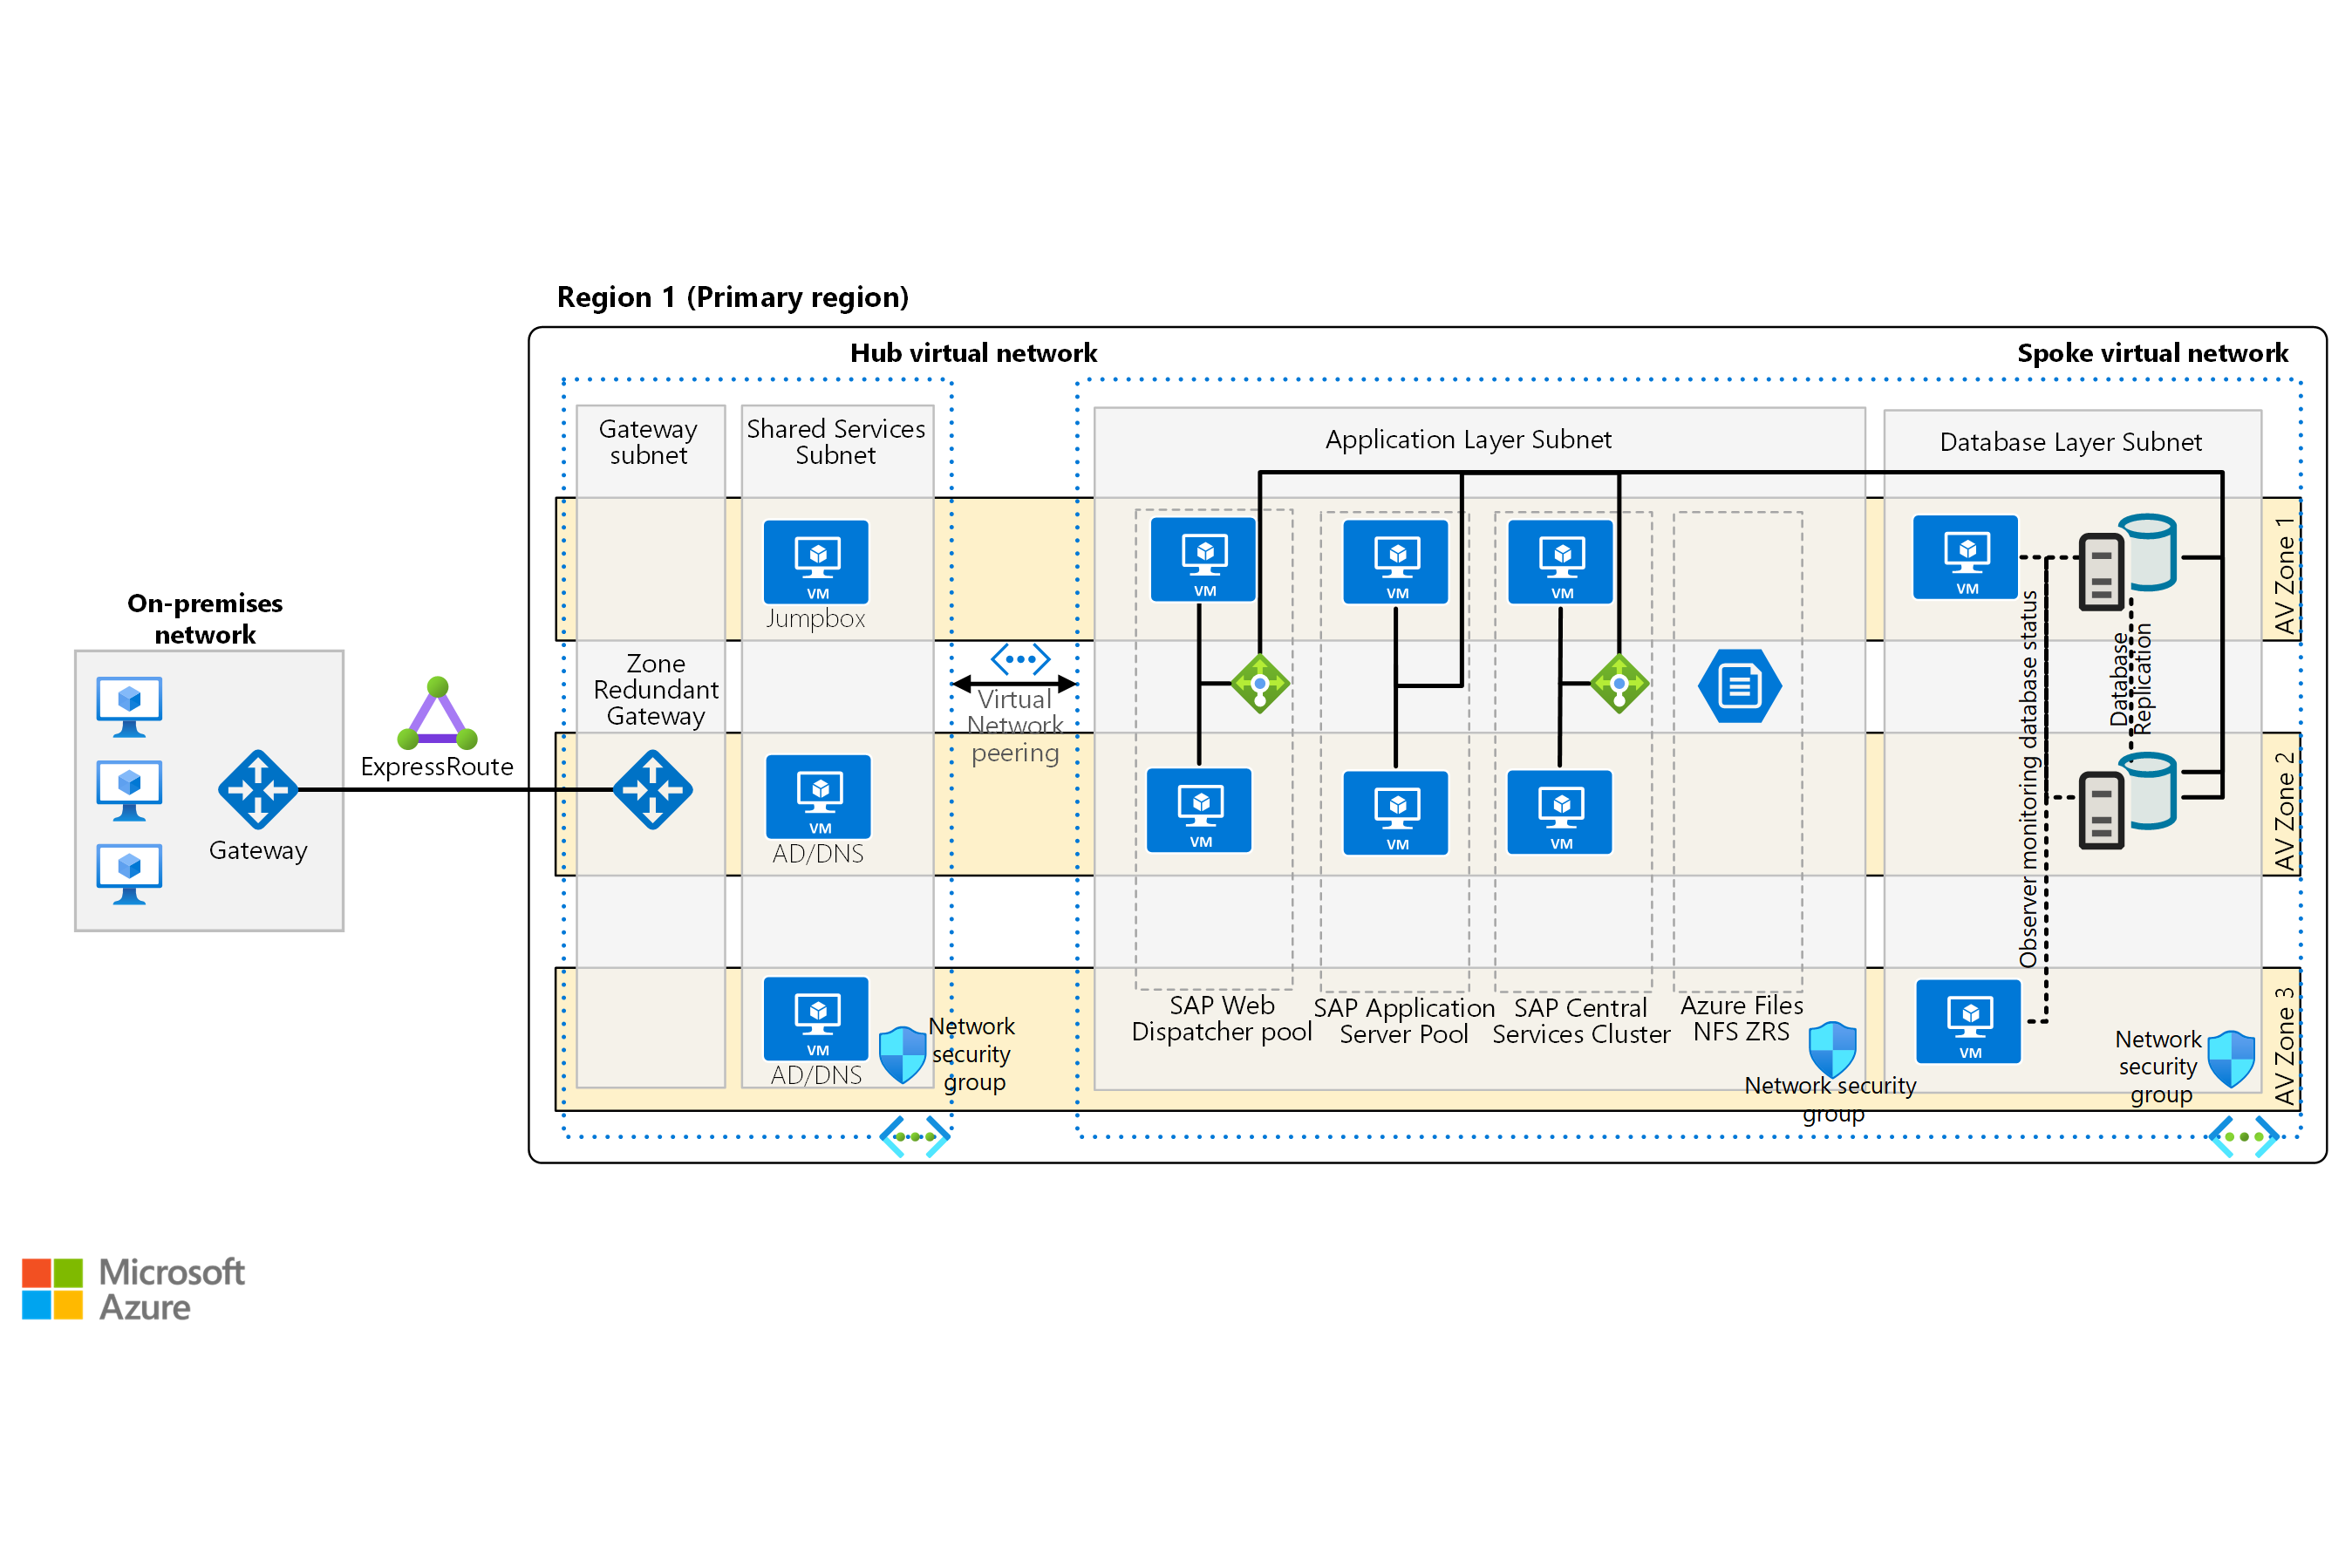 Region 1 (Primary region)
Hub virtual network
Spoke virtual network
Gateway
subnet
Shared Services
Subnet
Application Layer Subnet
Database Layer Subnet
VM
Jumpbox
VM
VM
VM
VM
AV Zone 1
On-premises
network
Gateway
ExpressRoute
Zone
Redundant
Gateway
Virtual
Network
peering
Observer monitoring database status
Database
Replication
VM
AD/DNS
VM
VM
VM
AV Zone 2
VM
AD/DNS
Network
security
group
SAP Web
Dispatcher pool
SAP Application
Server Pool
SAP Central
Services Cluster
Azure Files
NFS ZRS
Network security
group
VM
Network
security
group
AV Zone 3
Microsoft
Azure